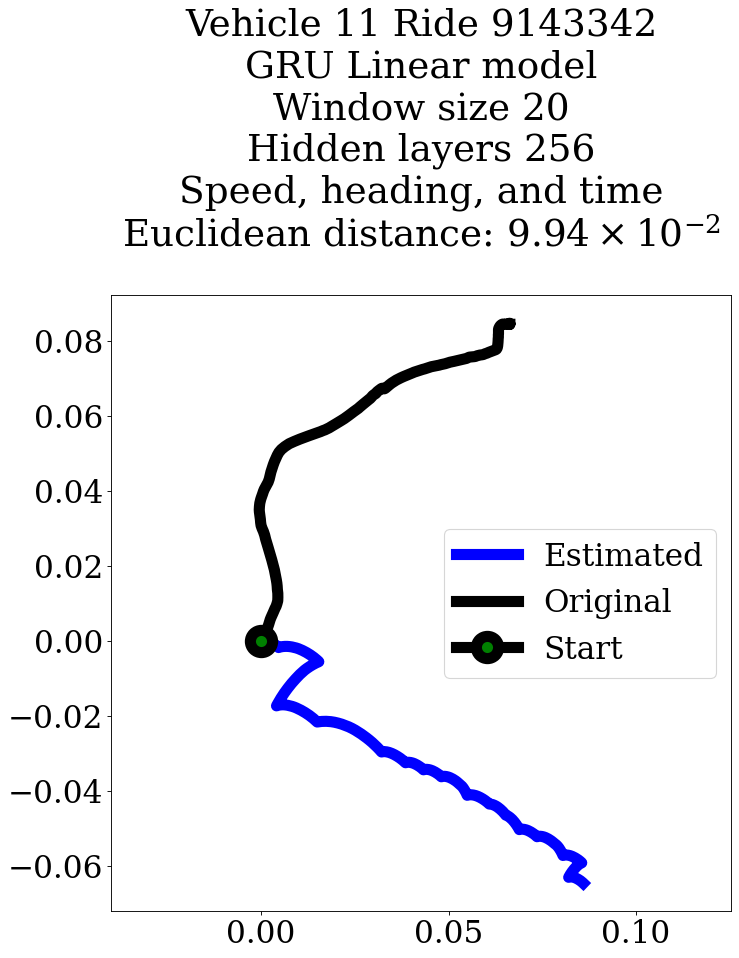 Vehicle 11 Ride 9143342
GRU Linear model
Window size 20
Hidden layers 256
Speed, heading, and time
Euclidean distance: 9.94 × 10⁻²
0.08
0.06
0.04
0.02
0.00
−0.02
−0.04
−0.06
Estimated
Original
Start
0.00 0.05 0.10